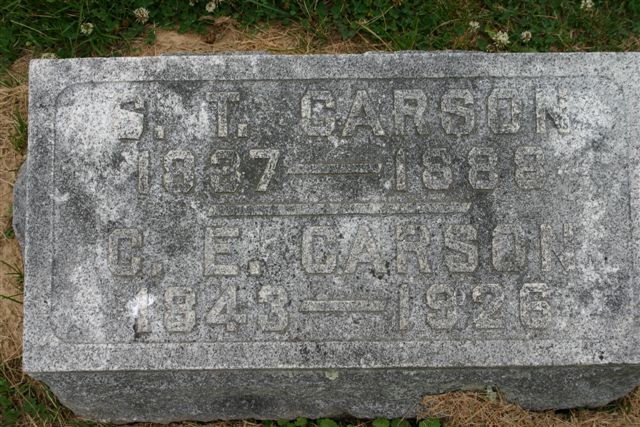 S. T. CARSON
1837 — 1888
C. E. CARSON
1843 — 1926